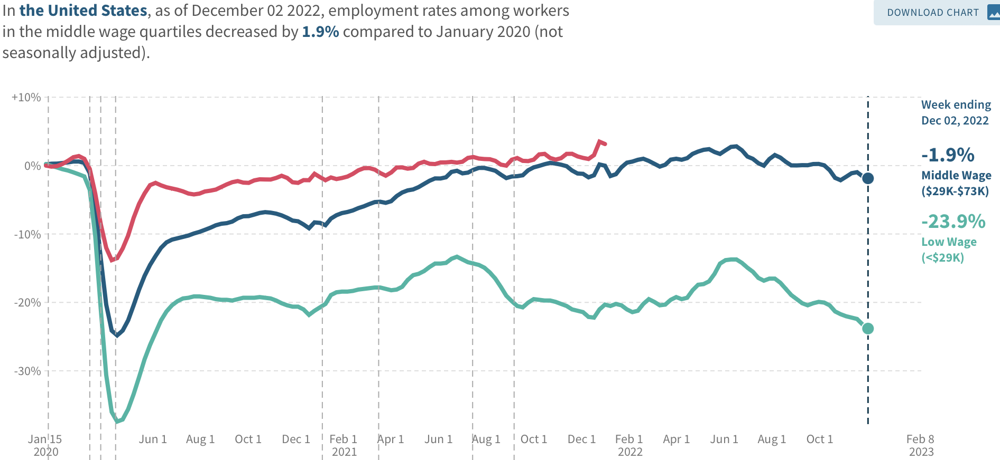 In the United States, as of December 02 2022, employment rates among workers
in the middle wage quartiles decreased by 1.9% compared to January 2020 (not
seasonally adjusted).
DOWNLOAD CHART
+10%
0%
-10%
-20%
-30%
Week ending
Dec 02, 2022
-1.9%
Middle Wage
($29K-$73K)
-23.9%
Low Wage
(<$29K)
Jan 15 Jun 1 Aug 1 Oct 1 Dec 1 Feb 1 Apr 1 Jun 1 Aug 1 Oct 1 Dec 1 Feb 1 Apr 1 Jun 1 Aug 1 Oct 1 Feb 8
2020 2021 2022 2023